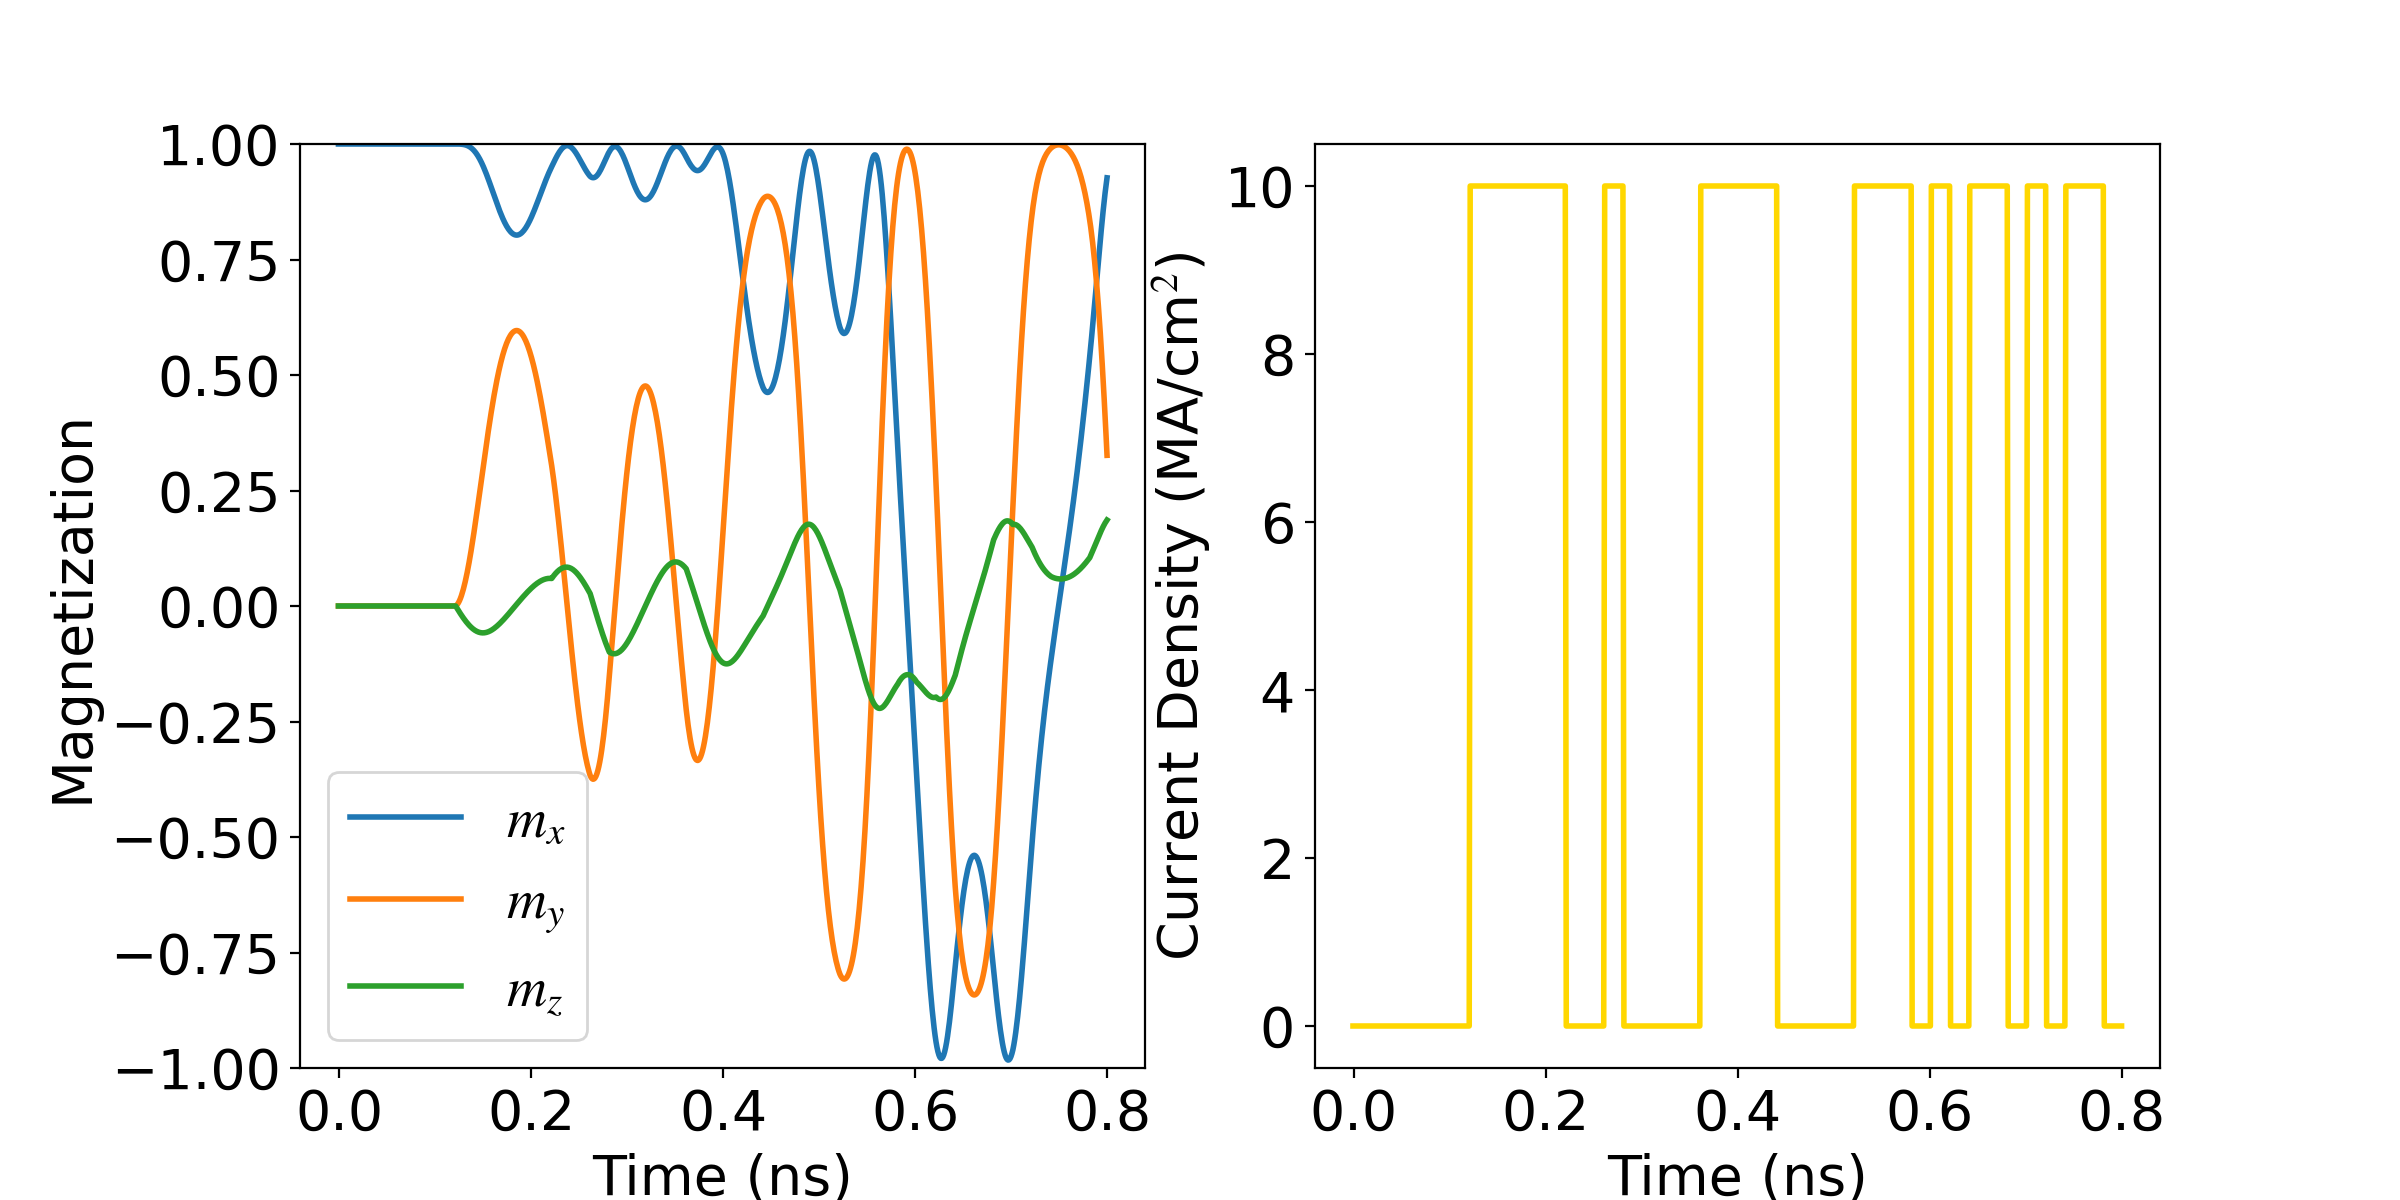 Magnetization
1.00
0.75
0.50
0.25
0.00
−0.25
−0.50
−0.75
−1.00
m_x
m_y
m_z
0.0 0.2 0.4 0.6 0.8
Time (ns)
Current Density (MA/cm²)
10
8
6
4
2
0
0.0 0.2 0.4 0.6 0.8
Time (ns)